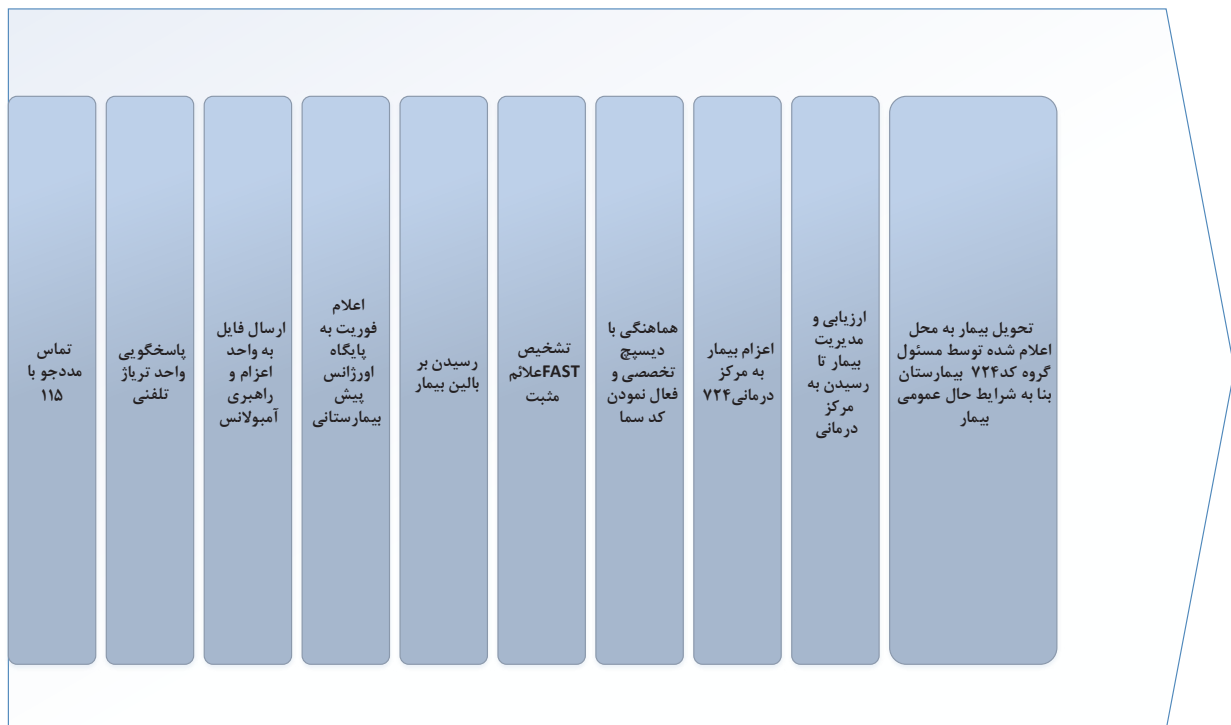 تماس
مددجو با
۱۱۵
پاسخگویی
واحد تریاژ
تلفنی
ارسال فایل
به واحد
اعزام و
راهبری
آمبولانس
اعلام
فوریت به
پایگاه
اورژانس
پیش
بیمارستانی
رسیدن بر
بالین بیمار
تشخیص
علائمFAST
مثبت
هماهنگی با
دیسپچ
تخصصی و
فعال نمودن
کد سما
اعزام بیمار
به مرکز
درمانی۷۲۴
ارزیابی و
مدیریت
بیمار تا
رسیدن به
مرکز
درمانی
تحویل بیمار به محل
اعلام شده توسط مسئول
گروه کد۷۲۴ بیمارستان
بنا به شرایط حال عمومی
بیمار